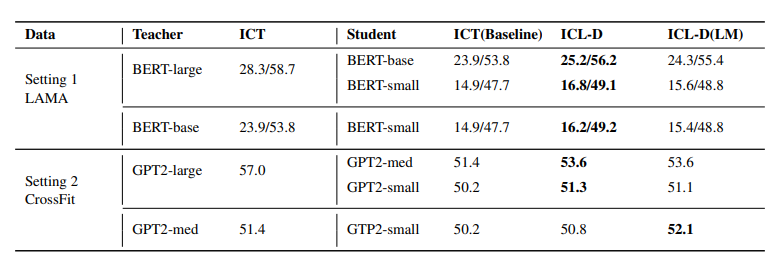 Data Teacher ICT Student ICT(Baseline) ICL-D ICL-D(LM)
Setting 1 LAMA BERT-large 28.3/58.7 BERT-base 23.9/53.8 25.2/56.2 24.3/55.4
BERT-small 14.9/47.7 16.8/49.1 15.6/48.8
BERT-base 23.9/53.8 BERT-small 14.9/47.7 16.2/49.2 15.4/48.8
Setting 2 CrossFit GPT2-large 57.0 GPT2-med 51.4 53.6 53.6
GPT2-small 50.2 51.3 51.1
GPT2-med 51.4 GTP2-small 50.2 50.8 52.1